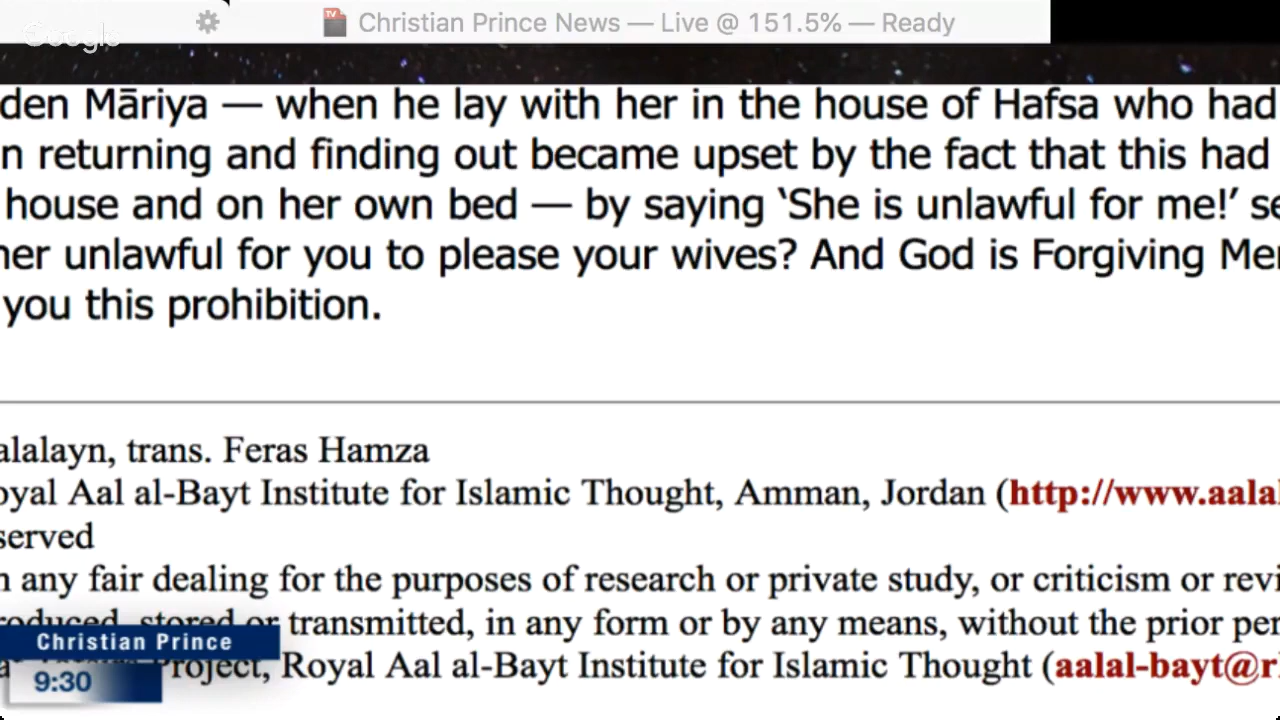 Google
Christian Prince News — Live @ 151.5% — Ready
den Māriya — when he lay with her in the house of Hafsa who had
n returning and finding out became upset by the fact that this had
house and on her own bed — by saying ‘She is unlawful for me!’ se
her unlawful for you to please your wives? And God is Forgiving Mer
you this prohibition.
alalayn, trans. Feras Hamza
oyal Aal al-Bayt Institute for Islamic Thought, Amman, Jordan (http://www.aalal
served
n any fair dealing for the purposes of research or private study, or criticism or revi
roduced, stored or transmitted, in any form or by any means, without the prior per
Project, Royal Aal al-Bayt Institute for Islamic Thought (aalal-bayt@r
Christian Prince
9:30